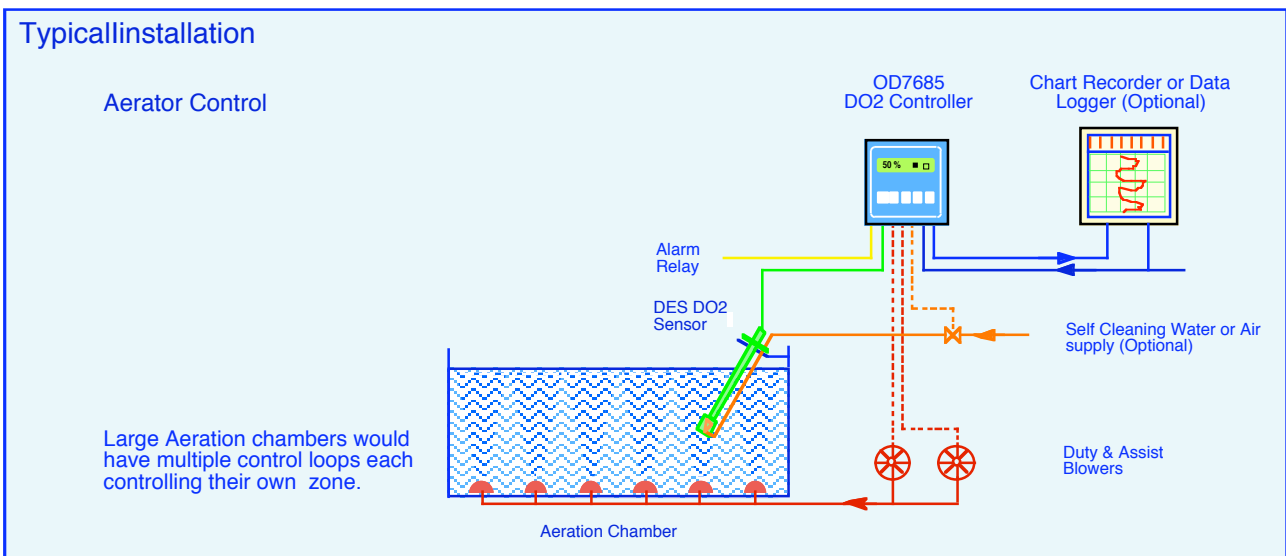 TypicalIinstallation
Aerator Control
OD7685
DO2 Controller
Chart Recorder or Data
Logger (Optional)
50 %
Alarm
Relay
DES DO2
Sensor
Self Cleaning Water or Air
supply (Optional)
Large Aeration chambers would
have multiple control loops each
controlling their own zone.
Duty & Assist
Blowers
Aeration Chamber